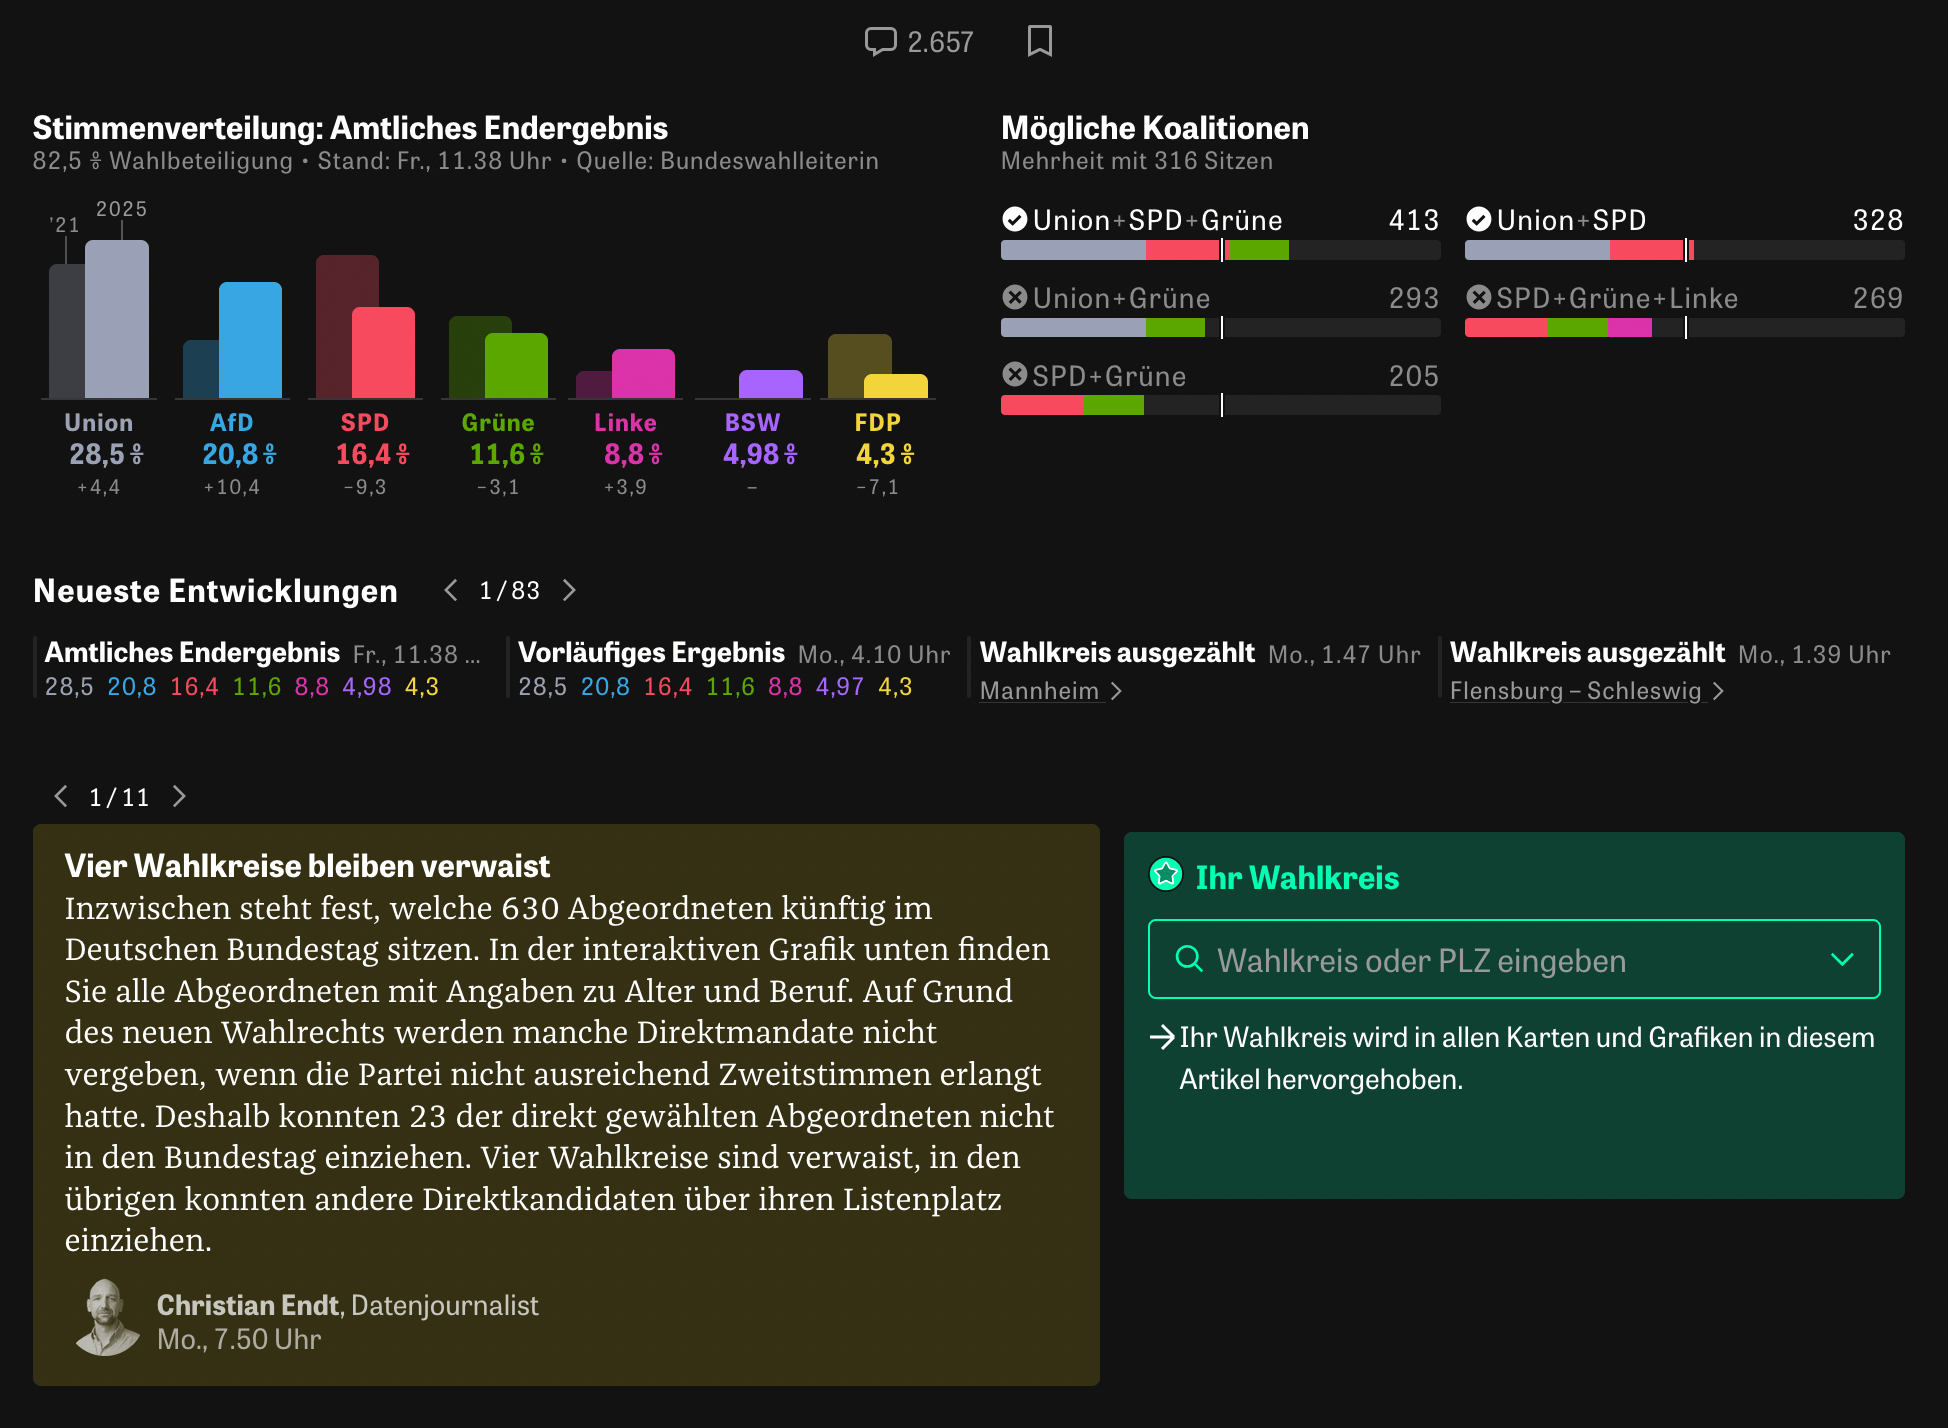 2.657
Stimmenverteilung: Amtliches Endergebnis
82,5 % Wahlbeteiligung • Stand: Fr., 11.38 Uhr • Quelle: Bundeswahlleiterin
’21
2025
Union
28,5 %
+4,4
AfD
20,8 %
+10,4
SPD
16,4 %
−9,3
Grüne
11,6 %
−3,1
Linke
8,8 %
+3,9
BSW
4,98 %
–
FDP
4,3 %
−7,1
Mögliche Koalitionen
Mehrheit mit 316 Sitzen
Union+SPD+Grüne 413
Union+SPD 328
Union+Grüne 293
SPD+Grüne+Linke 269
SPD+Grüne 205
Neueste Entwicklungen 1/83
Amtliches Endergebnis Fr., 11.38 ...
28,5 20,8 16,4 11,6 8,8 4,98 4,3
Vorläufiges Ergebnis Mo., 4.10 Uhr
28,5 20,8 16,4 11,6 8,8 4,97 4,3
Wahlkreis ausgezählt Mo., 1.47 Uhr
Mannheim
Wahlkreis ausgezählt Mo., 1.39 Uhr
Flensburg – Schleswig
1/11
Vier Wahlkreise bleiben verwaist
Inzwischen steht fest, welche 630 Abgeordneten künftig im
Deutschen Bundestag sitzen. In der interaktiven Grafik unten finden
Sie alle Abgeordneten mit Angaben zu Alter und Beruf. Auf Grund
des neuen Wahlrechts werden manche Direktmandate nicht
vergeben, wenn die Partei nicht ausreichend Zweitstimmen erlangt
hatte. Deshalb konnten 23 der direkt gewählten Abgeordneten nicht
in den Bundestag einziehen. Vier Wahlkreise sind verwaist, in den
übrigen konnten andere Direktkandidaten über ihren Listenplatz
einziehen.
Christian Endt, Datenjournalist
Mo., 7.50 Uhr
Ihr Wahlkreis
Wahlkreis oder PLZ eingeben
→ Ihr Wahlkreis wird in allen Karten und Grafiken in diesem
Artikel hervorgehoben.